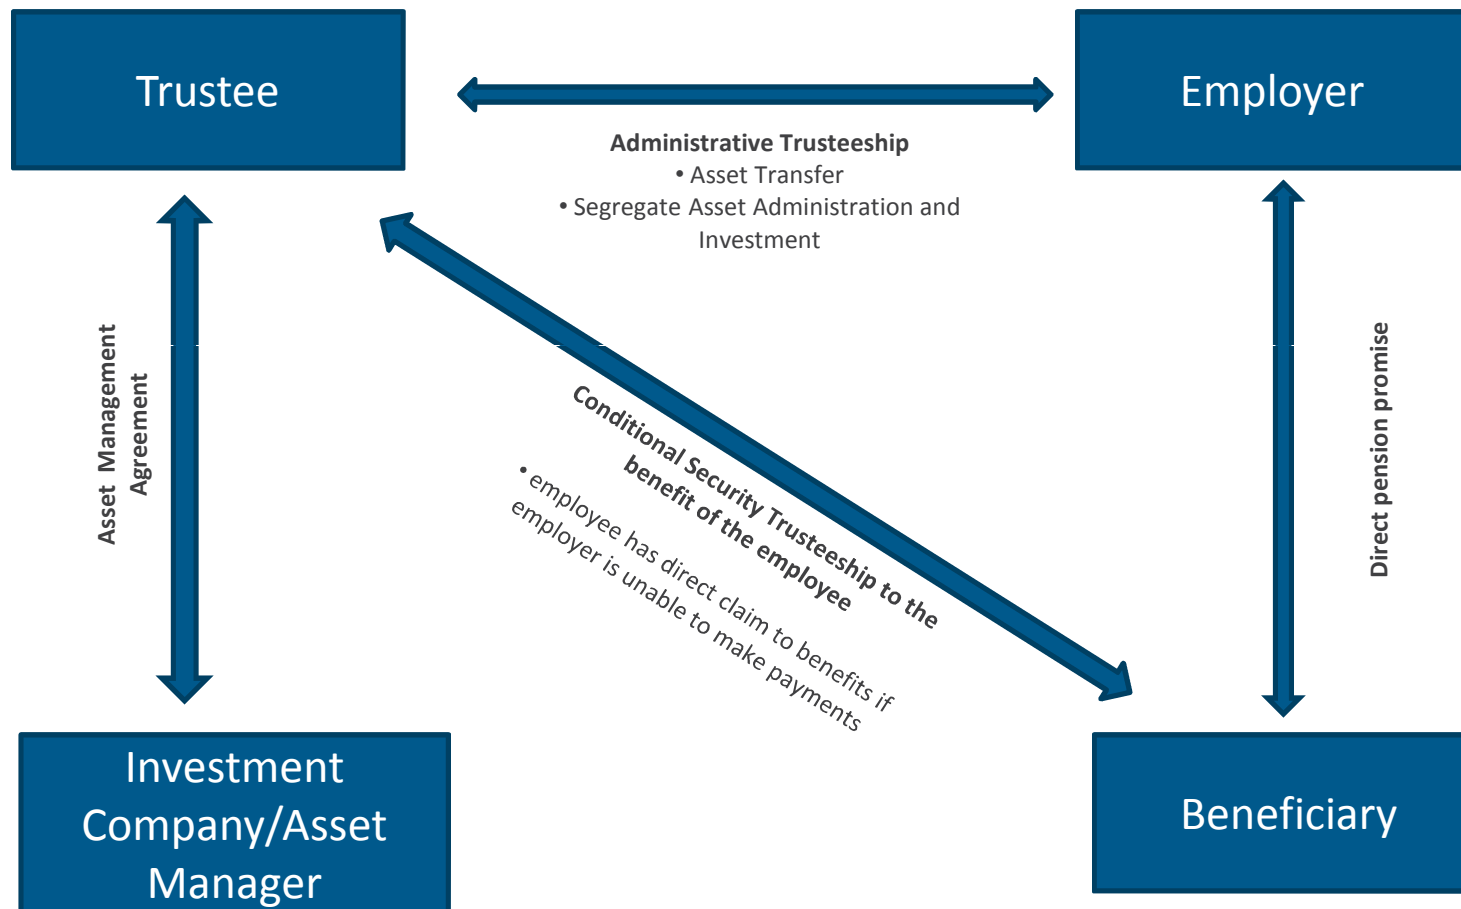 Trustee
Employer
Administrative Trusteeship
• Asset Transfer
• Segregate Asset Administration and
Investment
Asset Management
Agreement
Conditional Security Trusteeship to the
benefit of the employee
• employee has direct claim to benefits if
employer is unable to make payments
Direct pension promise
Investment
Company/Asset
Manager
Beneficiary